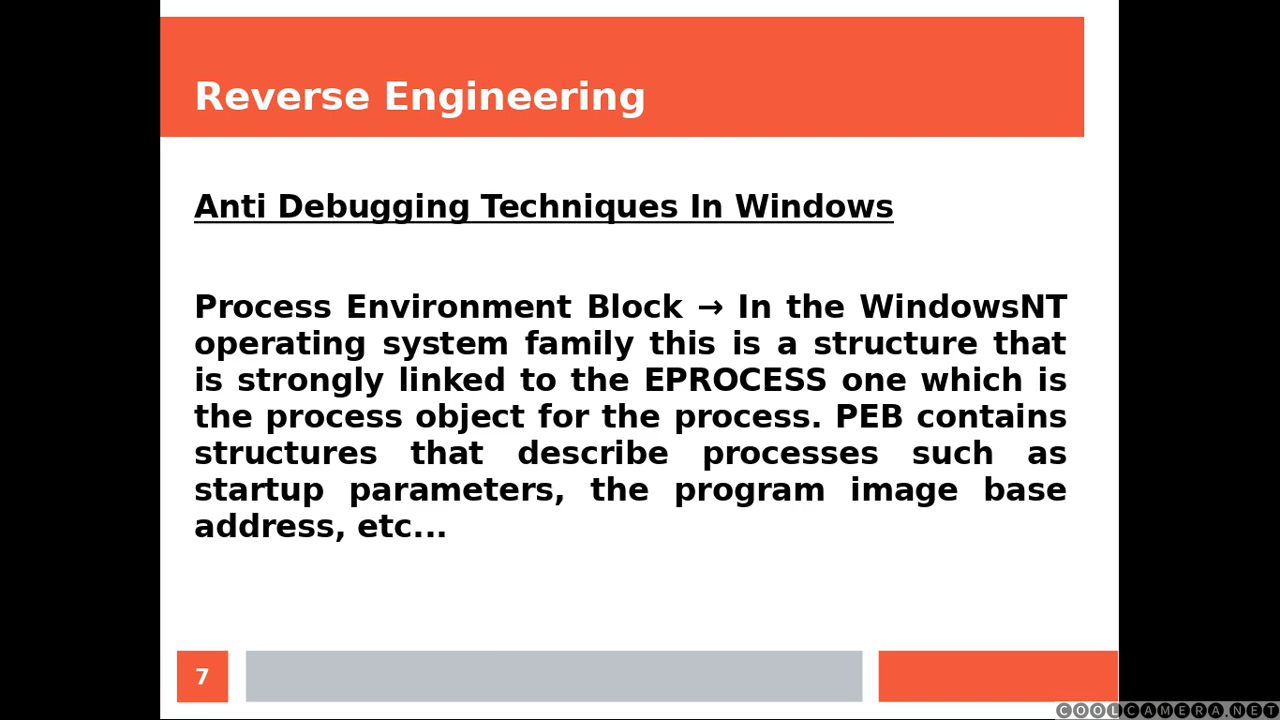 Reverse Engineering
Anti Debugging Techniques In Windows
Process Environment Block → In the WindowsNT
operating system family this is a structure that
is strongly linked to the EPROCESS one which is
the process object for the process. PEB contains
structures that describe processes such as
startup parameters, the program image base
address, etc...
7
COOLCAMERA.NET